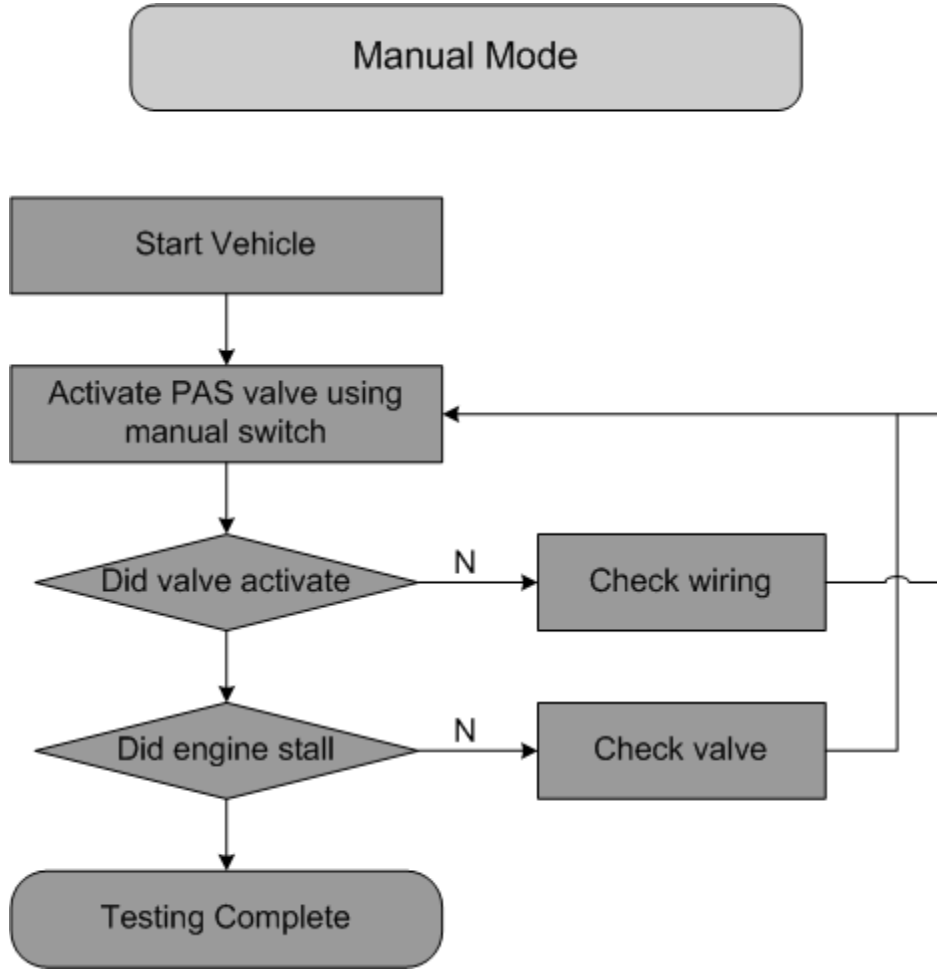 Manual Mode
Start Vehicle
Activate PAS valve using
manual switch
Did valve activate
N
Check wiring
Did engine stall
N
Check valve
Testing Complete